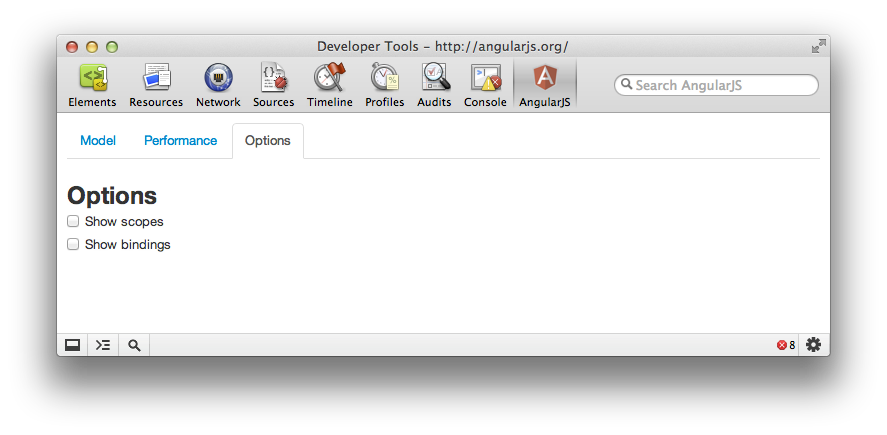 Developer Tools – http://angularjs.org/
Elements Resources Network Sources Timeline Profiles Audits Console AngularJS Search AngularJS
Model Performance Options
Options
Show scopes
Show bindings
8